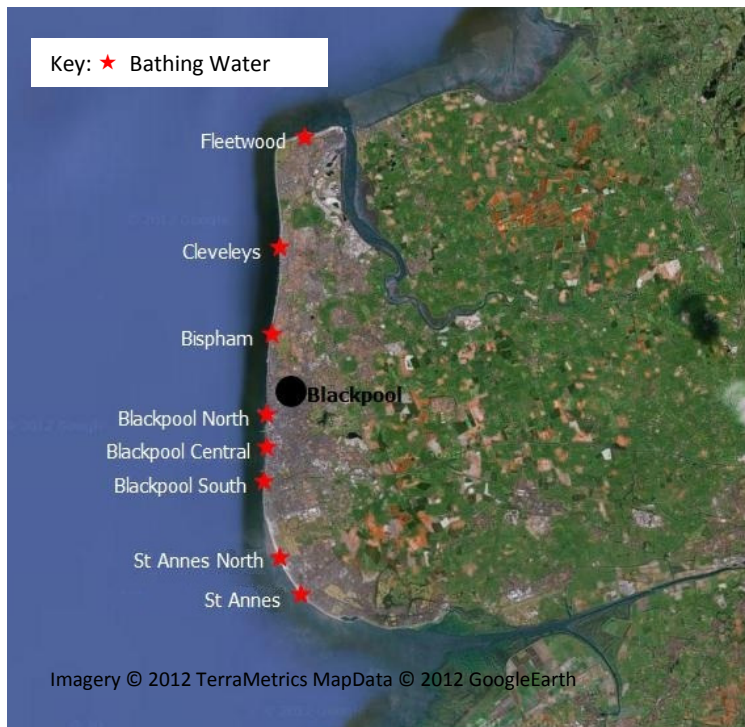 Key: ★ Bathing Water
Fleetwood
Cleveleys
Bispham
Blackpool
Blackpool North
Blackpool Central
Blackpool South
St Annes North
St Annes
Imagery © 2012 TerraMetrics MapData © 2012 GoogleEarth